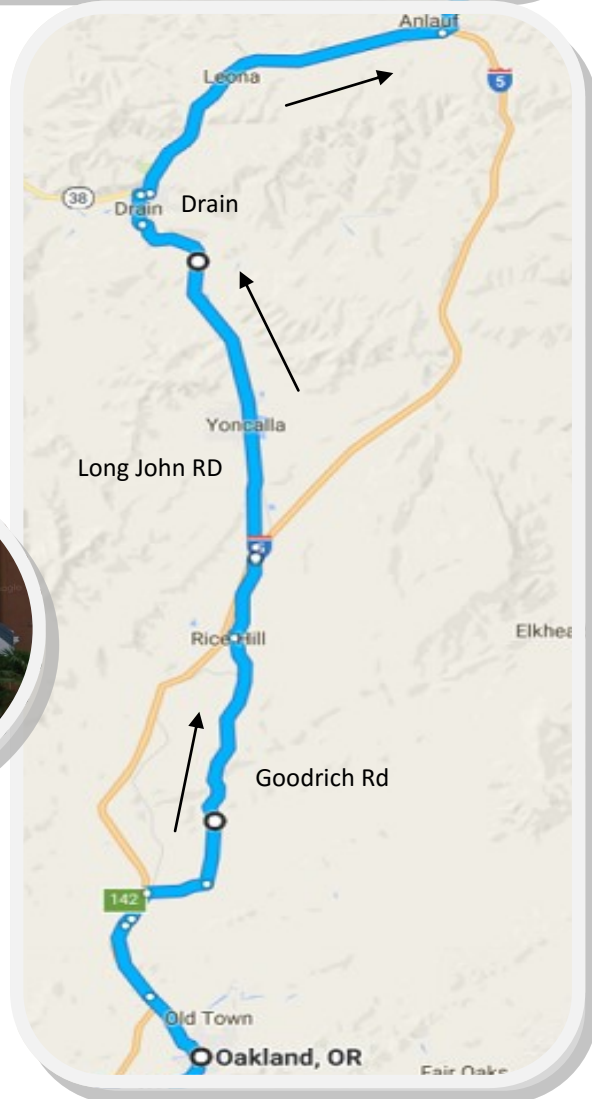 Anlauf
Leona
5
38
Drain
Drain
Yoncalla
Long John RD
Rice Hill
Elkhea
Goodrich Rd
142
Old Town
Oakland, OR
Fair Oaks